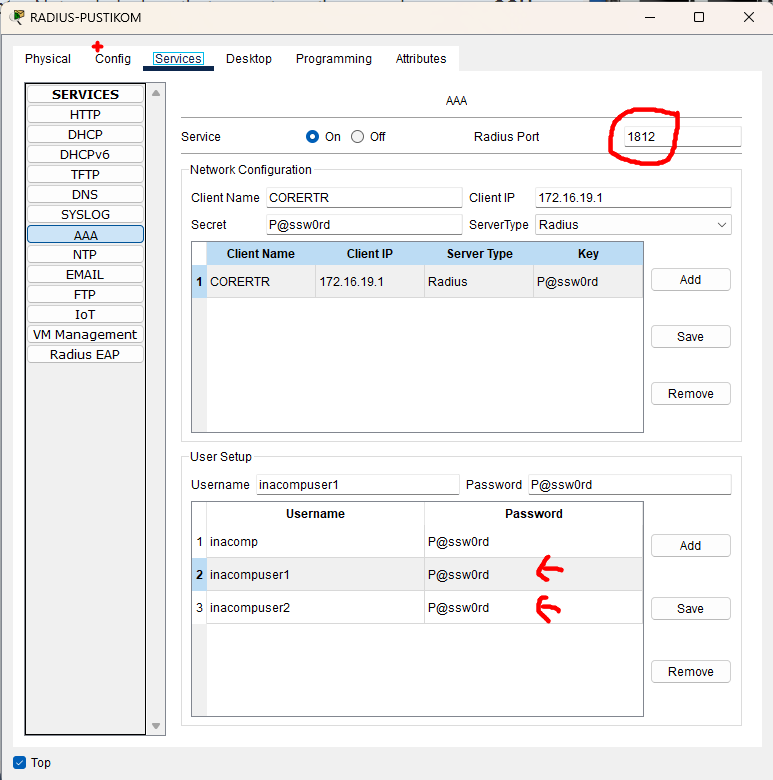 RADIUS-PUSTIKOM
Physical Config Services Desktop Programming Attributes
SERVICES
HTTP
DHCP
DHCPv6
TFTP
DNS
SYSLOG
AAA
NTP
EMAIL
FTP
IoT
VM Management
Radius EAP
AAA
Service On Off Radius Port 1812
Network Configuration
Client Name CORERTR Client IP 172.16.19.1
Secret P@ssw0rd ServerType Radius
Client Name Client IP Server Type Key
1 CORERTR 172.16.19.1 Radius P@ssw0rd
Add
Save
Remove
User Setup
Username inacompuser1 Password P@ssw0rd
Username Password
1 inacomp P@ssw0rd
2 inacompuser1 P@ssw0rd
3 inacompuser2 P@ssw0rd
Add
Save
Remove
Top